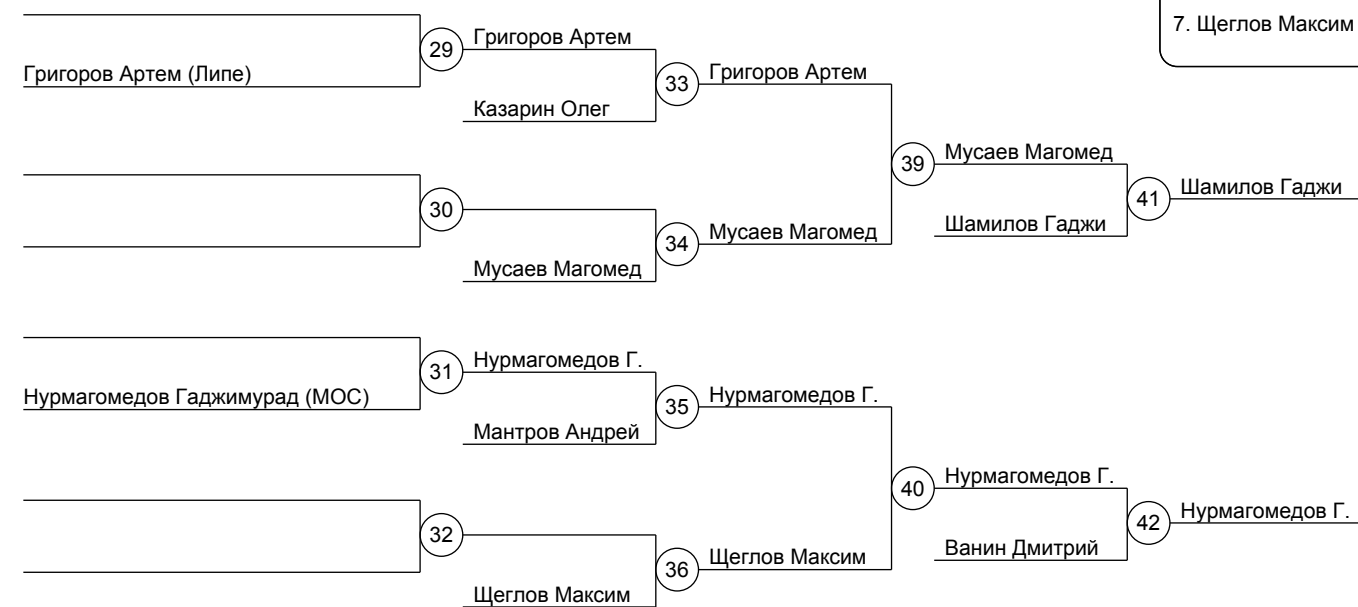 7. Щеглов Максим
29
Григоров Артем
Григоров Артем (Липе)
33
Григоров Артем
Казарин Олег
39
Мусаев Магомед
41
Шамилов Гаджи
30
Шамилов Гаджи
34
Мусаев Магомед
Мусаев Магомед
31
Нурмагомедов Г.
Нурмагомедов Гаджимурад (МОС)
35
Нурмагомедов Г.
Мантров Андрей
40
Нурмагомедов Г.
42
Нурмагомедов Г.
32
Ванин Дмитрий
36
Щеглов Максим
Щеглов Максим